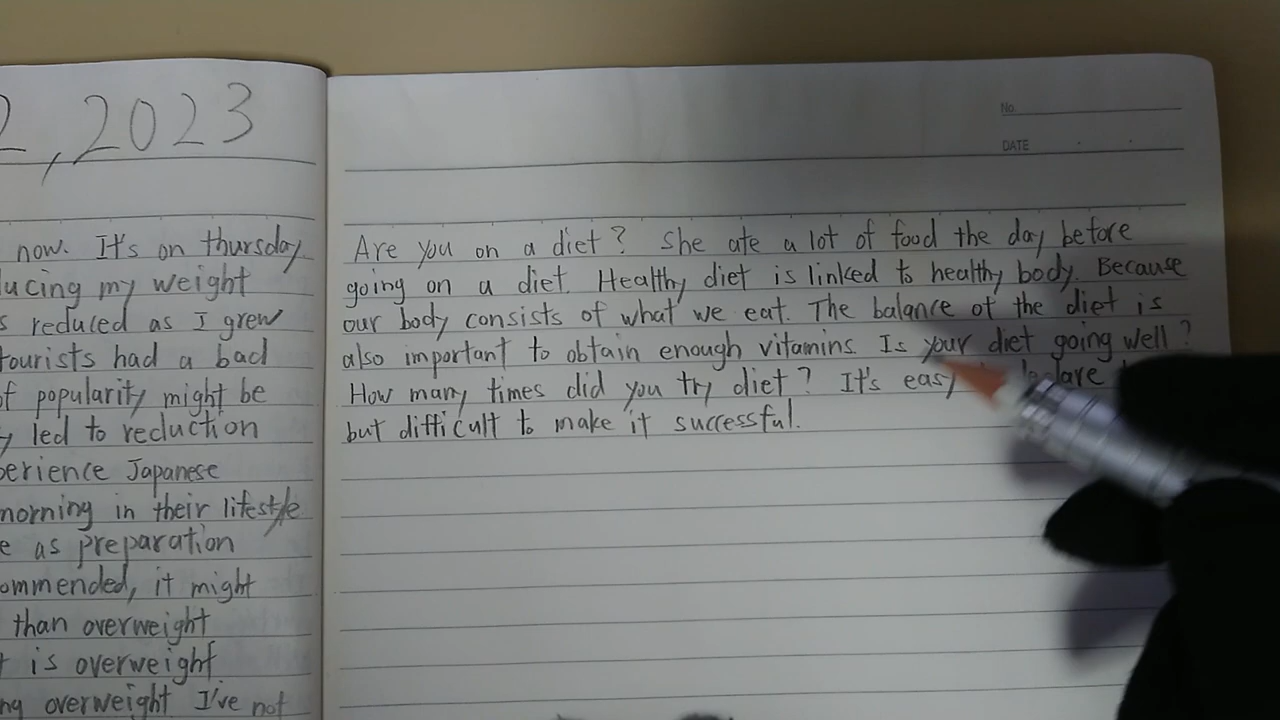 2, 2023
now. It's on thursday
ucing my weight
s reduced as I grew
tourists had a bad
f popularity might be
y led to reduction
perience Japanese
morning in their lifestyle
e as preparation
ommended, it might
than overweight
is overweight
ng overweight I've not
No.
DATE
Are you on a diet? She ate a lot of food the day before
going on a diet. Healthy diet is linked to healthy body. Because
our body consists of what we eat. The balance of the diet is
also important to obtain enough vitamins. Is your diet going well?
How many times did you try diet? It's easy
but difficult to make it successful.